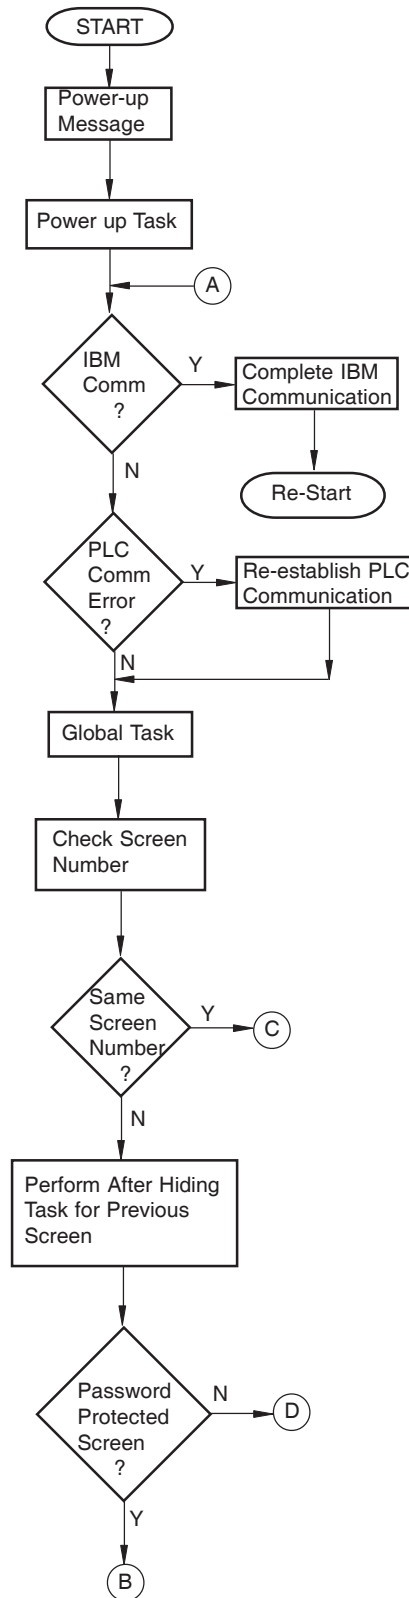 START
Power-up
Message
Power up Task
A
IBM
Comm
?
Y
Complete IBM
Communication
N
Re-Start
PLC
Comm
Error
?
Y
Re-establish PLC
Communication
N
Global Task
Check Screen
Number
Same
Screen
Number
?
Y
C
N
Perform After Hiding
Task for Previous
Screen
Password
Protected
Screen
?
N
D
Y
B